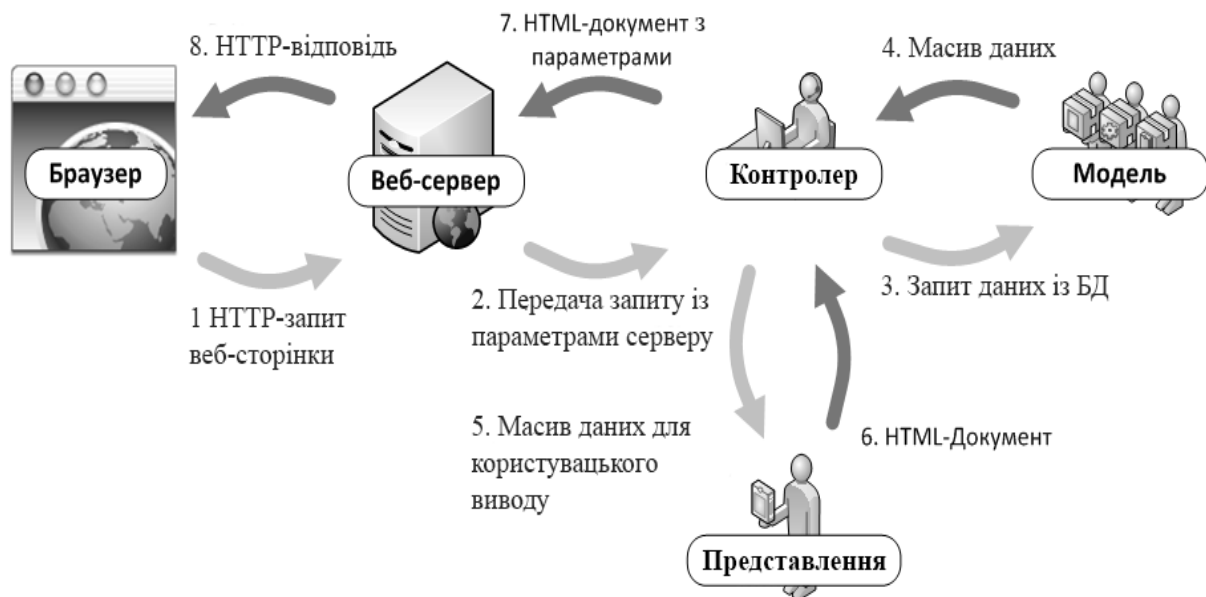 8. HTTP-відповідь
7. HTML-документ з
параметрами
4. Масив даних
Браузер
Веб-сервер
Контролер
Модель
1 HTTP-запит
веб-сторінки
2. Передача запиту із
параметрами серверу
3. Запит даних із БД
5. Масив даних для
користувацького
виводу
6. HTML-Документ
Представлення